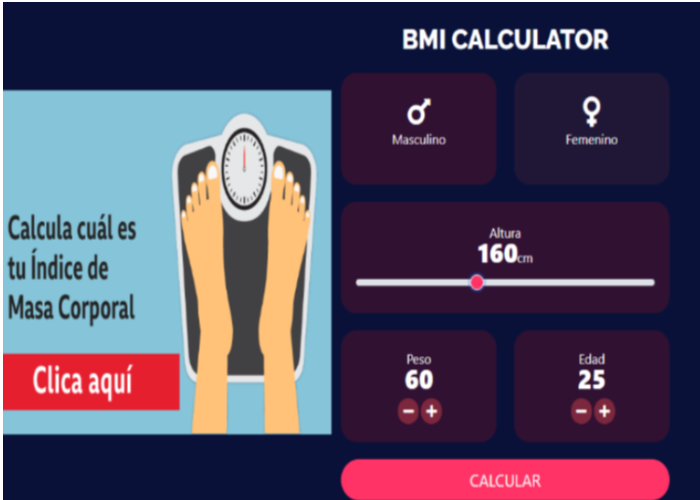 BMI CALCULATOR
Masculino
Femenino
Altura
160cm
Peso
60
Edad
25
CALCULAR
Calcula cuál es
tu Índice de
Masa Corporal
Clica aquí